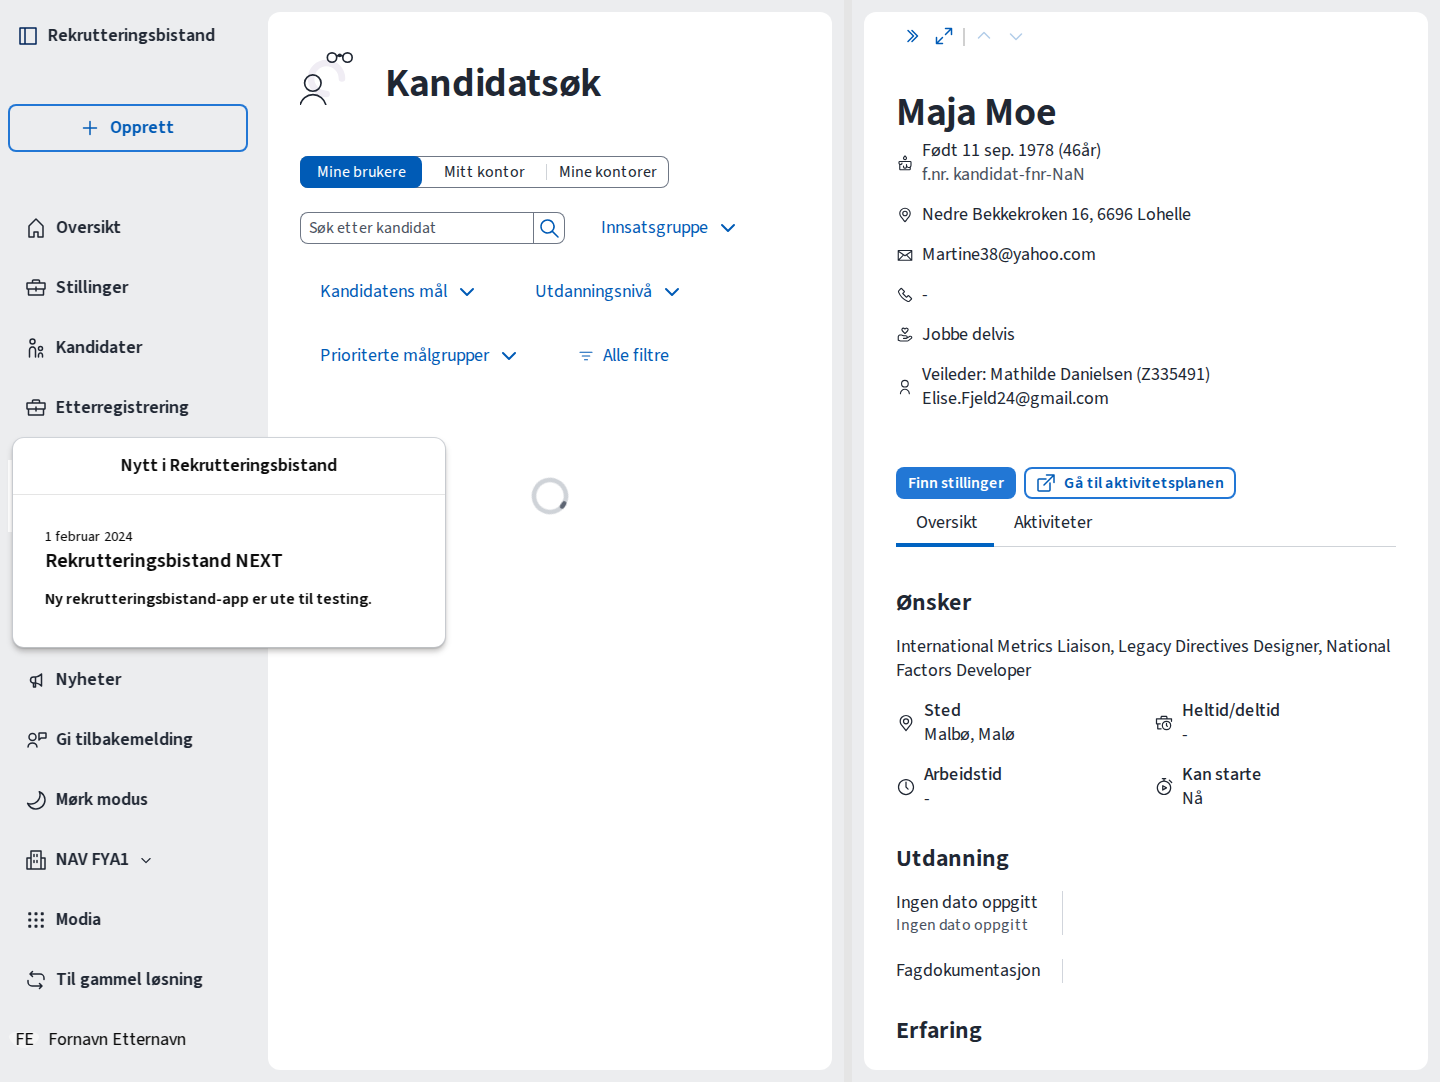 Rekrutteringsbistand
Opprett
Oversikt
Stillinger
Kandidater
Etterregistrering
Nytt i Rekrutteringsbistand
1 februar 2024
Rekrutteringsbistand NEXT
Ny rekrutteringsbistand-app er ute til testing.
Nyheter
Gi tilbakemelding
Mørk modus
NAV FYA1
Modia
Til gammel løsning
FE Fornavn Etternavn
Kandidatsøk
Mine brukere Mitt kontor Mine kontorer
Søk etter kandidat Innsatsgruppe
Kandidatens mål Utdanningsnivå
Prioriterte målgrupper Alle filtre
Maja Moe
Født 11 sep. 1978 (46år)
f.nr. kandidat-fnr-NaN
Nedre Bekkekroken 16, 6696 Lohelle
Martine38@yahoo.com
-
Jobbe delvis
Veileder: Mathilde Danielsen (Z335491)
Elise.Fjeld24@gmail.com
Finn stillinger Gå til aktivitetsplanen
Oversikt Aktiviteter
Ønsker
International Metrics Liaison, Legacy Directives Designer, National
Factors Developer
Sted
Malbø, Malø
Heltid/deltid
-
Arbeidstid
-
Kan starte
Nå
Utdanning
Ingen dato oppgitt
Ingen dato oppgitt
Fagdokumentasjon
Erfaring